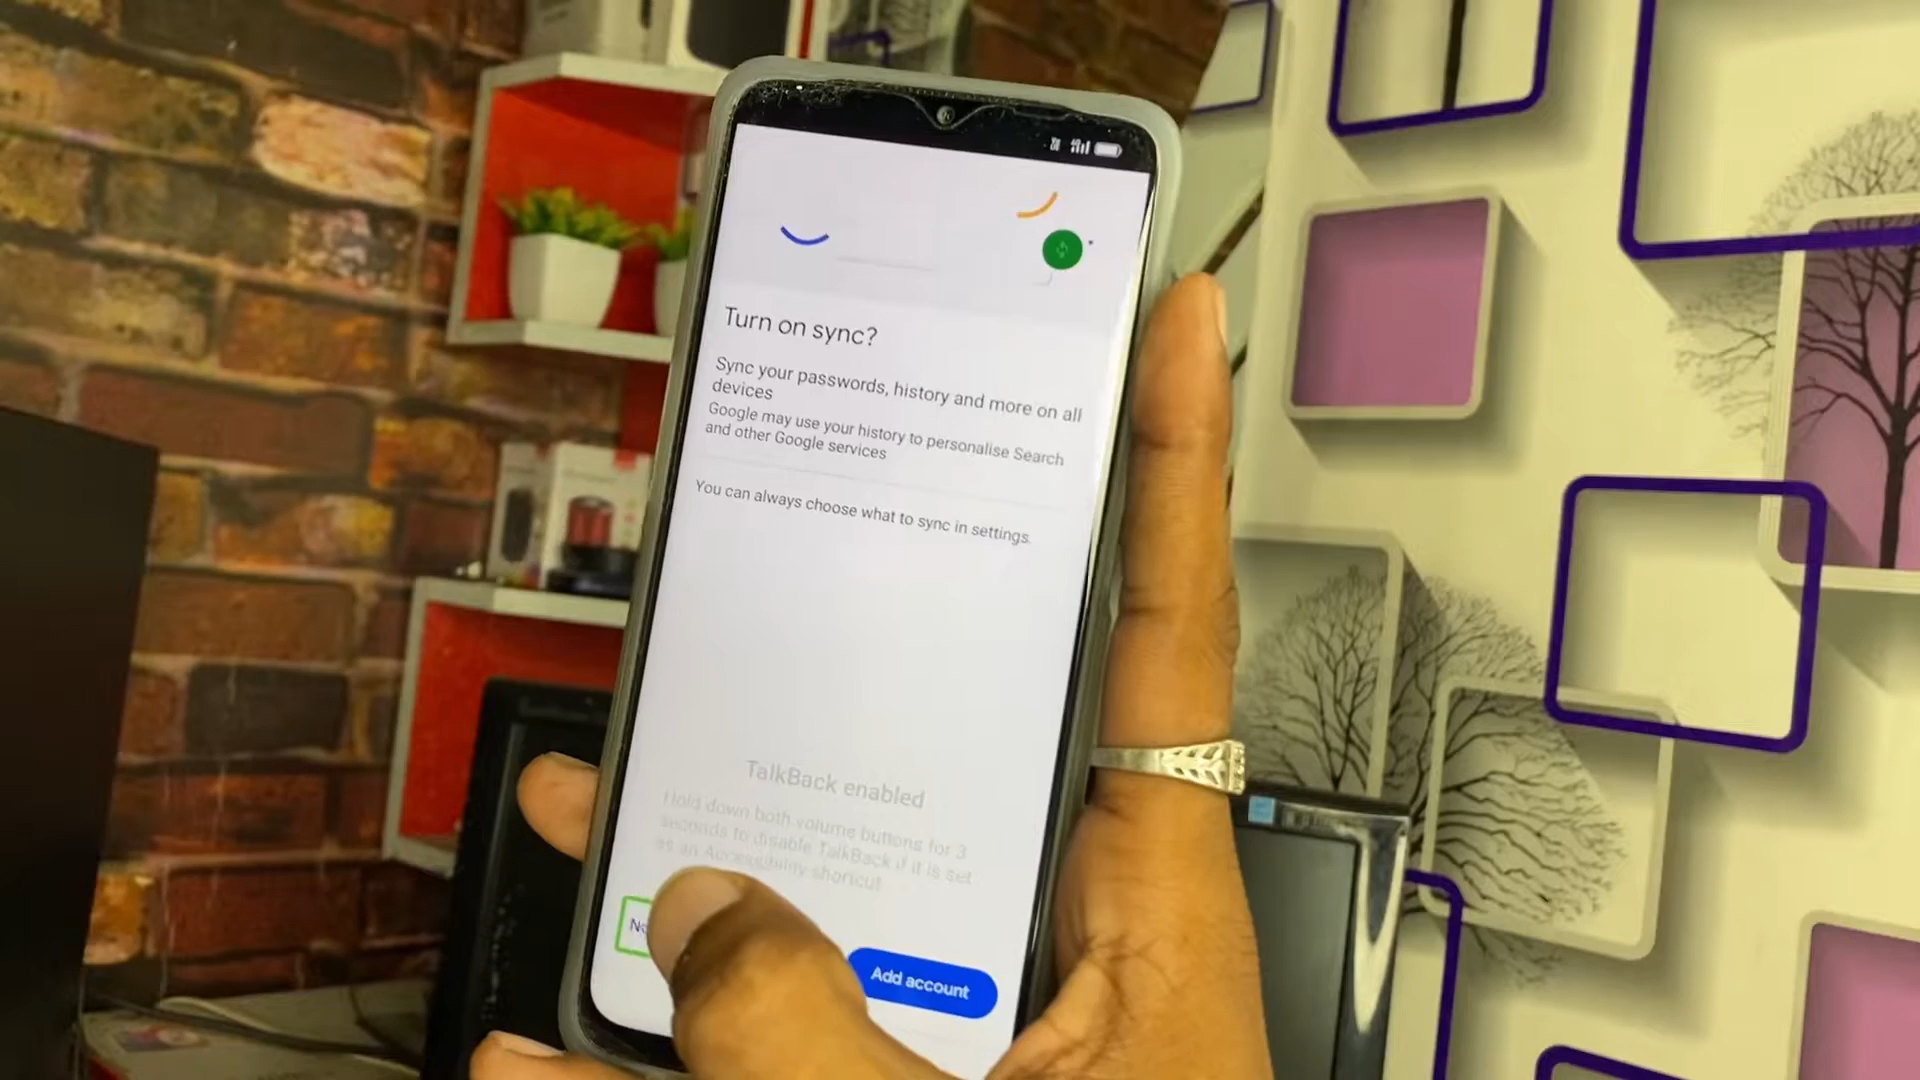 Turn on sync?
Sync your passwords, history and more on all
devices
Google may use your history to personalise Search
and other Google services
You can always choose what to sync in settings.
TalkBack enabled
Hold down both volume buttons for 3
seconds to disable TalkBack if it is set
as an Accessibility shortcut
Add account